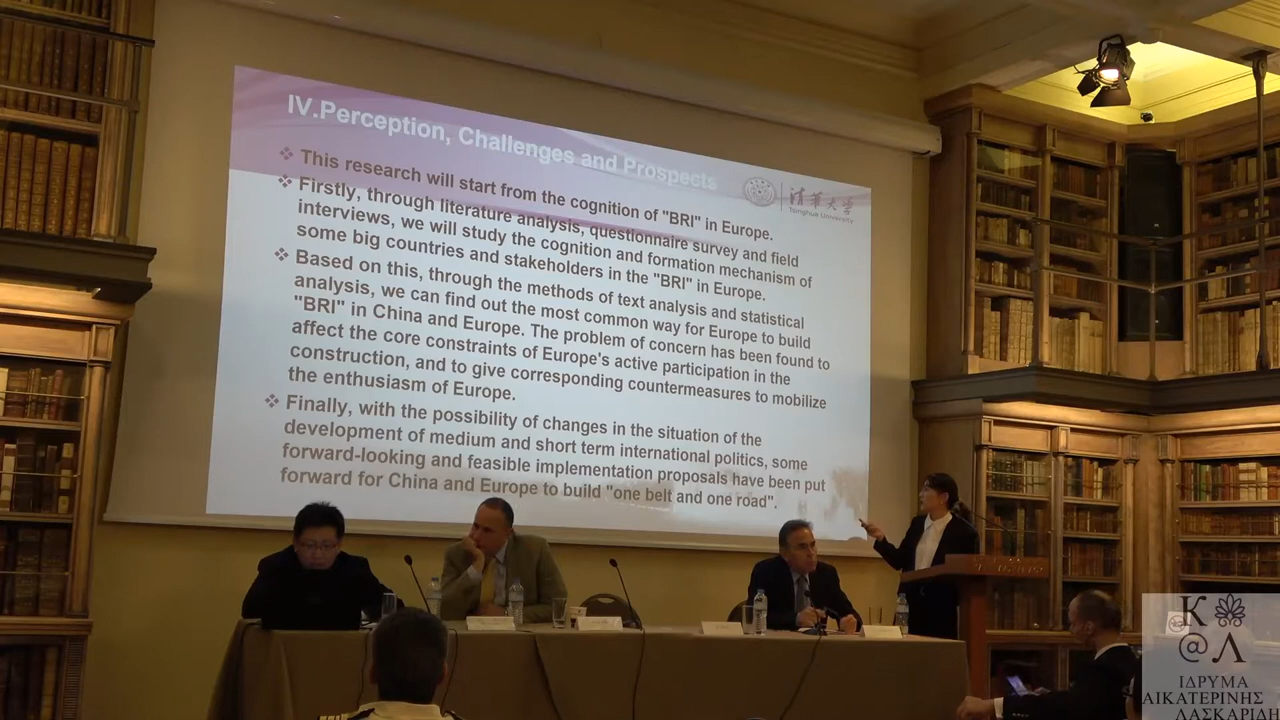 IV.Perception, Challenges and Prospects
清华大学
Tsinghua University
❖ This research will start from the cognition of "BRI" in Europe.
❖ Firstly, through literature analysis, questionnaire survey and field
interviews, we will study the cognition and formation mechanism of
some big countries and stakeholders in the "BRI" in Europe.
❖ Based on this, through the methods of text analysis and statistical
analysis, we can find out the most common way for Europe to build
"BRI" in China and Europe. The problem of concern has been found to
affect the core constraints of Europe's active participation in the
construction, and to give corresponding countermeasures to mobilize
the enthusiasm of Europe.
❖ Finally, with the possibility of changes in the situation of the
development of medium and short term international politics, some
forward-looking and feasible implementation proposals have been put
forward for China and Europe to build "one belt and one road".
Κ
@Λ
ΙΔΡΥΜΑ
ΑΙΚΑΤΕΡΙΝΗΣ
ΛΑΣΚΑΡΙΔΗ